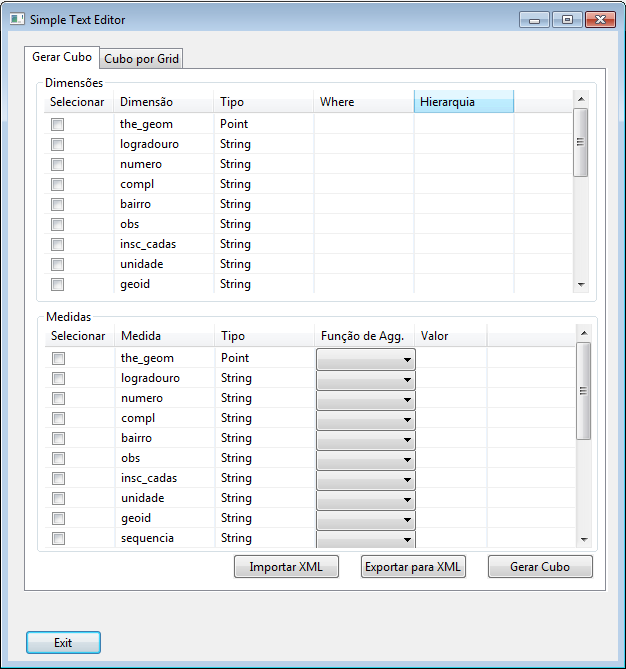 Simple Text Editor
Gerar Cubo Cubo por Grid
Dimensões
Selecionar Dimensão Tipo Where Hierarquia
the_geom Point
logradouro String
numero String
compl String
bairro String
obs String
insc_cadas String
unidade String
geoid String
Medidas
Selecionar Medida Tipo Função de Agg. Valor
the_geom Point
logradouro String
numero String
compl String
bairro String
obs String
insc_cadas String
unidade String
geoid String
sequencia String
Importar XML Exportar para XML Gerar Cubo
Exit